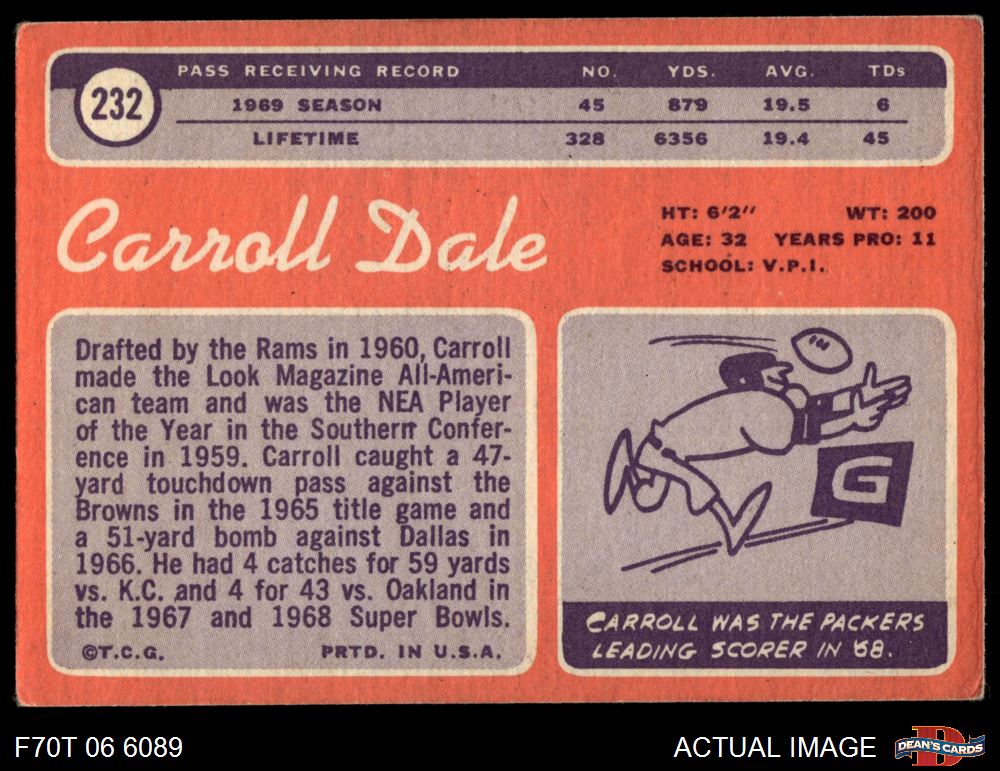 PASS RECEIVING RECORD NO. YDS. AVG. TDs
232
1969 SEASON 45 879 19.5 6
LIFETIME 328 6356 19.4 45
Carroll Dale
HT: 6'2" WT: 200
AGE: 32 YEARS PRO: 11
SCHOOL: V.P.I.
Drafted by the Rams in 1960, Carroll
made the Look Magazine All-Ameri-
can team and was the NEA Player
of the Year in the Southern Confer-
ence in 1959. Carroll caught a 47-
yard touchdown pass against the
Browns in the 1965 title game and
a 51-yard bomb against Dallas in
1966. He had 4 catches for 59 yards
vs. K.C. and 4 for 43 vs. Oakland in
the 1967 and 1968 Super Bowls.
©T.C.G. PRTD. IN U.S.A.
G
CARROLL WAS THE PACKERS
LEADING SCORER IN '68.
F70T 06 6089
ACTUAL IMAGE
D
DEAN'S CARDS